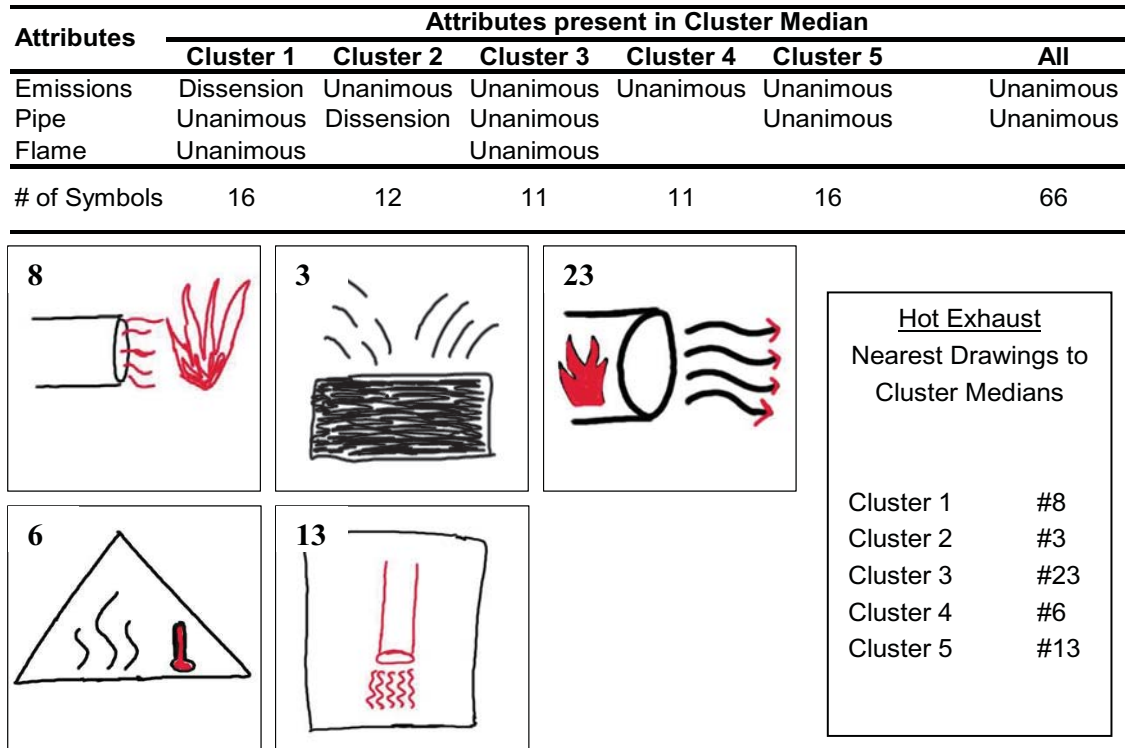 Attributes present in Cluster Median
Attributes
Cluster 1 Cluster 2 Cluster 3 Cluster 4 Cluster 5 All
Emissions Dissension Unanimous Unanimous Unanimous Unanimous Unanimous
Pipe Unanimous Dissension Unanimous Unanimous Unanimous
Flame Unanimous Unanimous
# of Symbols 16 12 11 11 16 66
8
3
23
6
13
Hot Exhaust
Nearest Drawings to
Cluster Medians
Cluster 1 #8
Cluster 2 #3
Cluster 3 #23
Cluster 4 #6
Cluster 5 #13